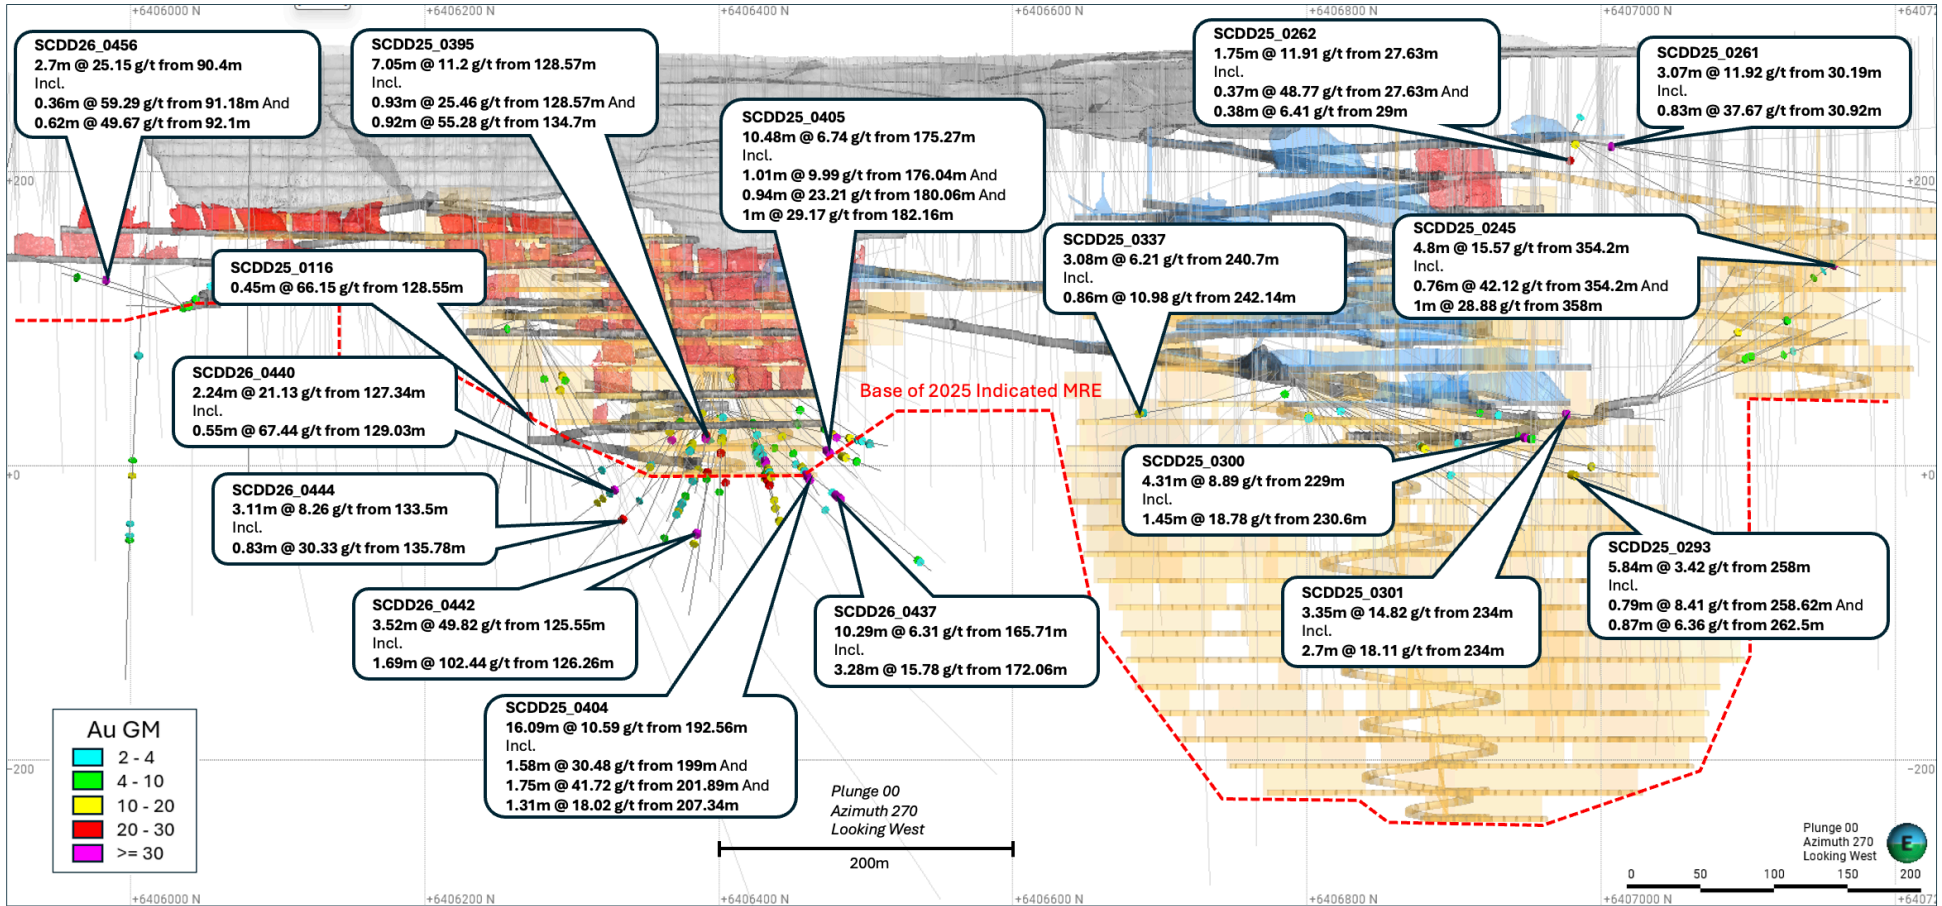 +6406000 N
+6406200 N
+6406400 N
+6406600 N
+6406800 N
+6407000 N
SCDD26_0456
2.7m @ 25.15 g/t from 90.4m
Incl.
0.36m @ 59.29 g/t from 91.18m And
0.62m @ 49.67 g/t from 92.1m
SCDD25_0395
7.05m @ 11.2 g/t from 128.57m
Incl.
0.93m @ 25.46 g/t from 128.57m And
0.92m @ 55.28 g/t from 134.7m
SCDD25_0405
10.48m @ 6.74 g/t from 175.27m
Incl.
1.01m @ 9.99 g/t from 176.04m And
0.94m @ 23.21 g/t from 180.06m And
1m @ 29.17 g/t from 182.16m
SCDD25_0262
1.75m @ 11.91 g/t from 27.63m
Incl.
0.37m @ 48.77 g/t from 27.63m And
0.38m @ 6.41 g/t from 29m
SCDD25_0261
3.07m @ 11.92 g/t from 30.19m
Incl.
0.83m @ 37.67 g/t from 30.92m
+200
+200
SCDD25_0116
0.45m @ 66.15 g/t from 128.55m
SCDD25_0337
3.08m @ 6.21 g/t from 240.7m
Incl.
0.86m @ 10.98 g/t from 242.14m
SCDD25_0245
4.8m @ 15.57 g/t from 354.2m
Incl.
0.76m @ 42.12 g/t from 354.2m And
1m @ 28.88 g/t from 358m
SCDD26_0440
2.24m @ 21.13 g/t from 127.34m
Incl.
0.55m @ 67.44 g/t from 129.03m
Base of 2025 Indicated MRE
+0
+0
SCDD26_0444
3.11m @ 8.26 g/t from 133.5m
Incl.
0.83m @ 30.33 g/t from 135.78m
SCDD25_0300
4.31m @ 8.89 g/t from 229m
Incl.
1.45m @ 18.78 g/t from 230.6m
SCDD25_0293
5.84m @ 3.42 g/t from 258m
Incl.
0.79m @ 8.41 g/t from 258.62m And
0.87m @ 6.36 g/t from 262.5m
SCDD26_0442
3.52m @ 49.82 g/t from 125.55m
Incl.
1.69m @ 102.44 g/t from 126.26m
SCDD26_0437
10.29m @ 6.31 g/t from 165.71m
Incl.
3.28m @ 15.78 g/t from 172.06m
SCDD25_0301
3.35m @ 14.82 g/t from 234m
Incl.
2.7m @ 18.11 g/t from 234m
SCDD25_0404
16.09m @ 10.59 g/t from 192.56m
Incl.
1.58m @ 30.48 g/t from 199m And
1.75m @ 41.72 g/t from 201.89m And
1.31m @ 18.02 g/t from 207.34m
-200
-200
Au GM
2 - 4
4 - 10
10 - 20
20 - 30
>= 30
Plunge 00
Azimuth 270
Looking West
200m
Plunge 00
Azimuth 270
Looking West
E
0 50 100 150 200
+6406000 N
+6406200 N
+6406400 N
+6406600 N
+6406800 N
+6407000 N